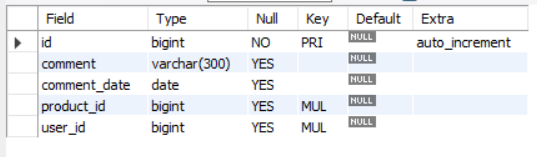 Field Type Null Key Default Extra
id bigint NO PRI NULL auto_increment
comment varchar(300) YES NULL
comment_date date YES NULL
product_id bigint YES MUL NULL
user_id bigint YES MUL NULL